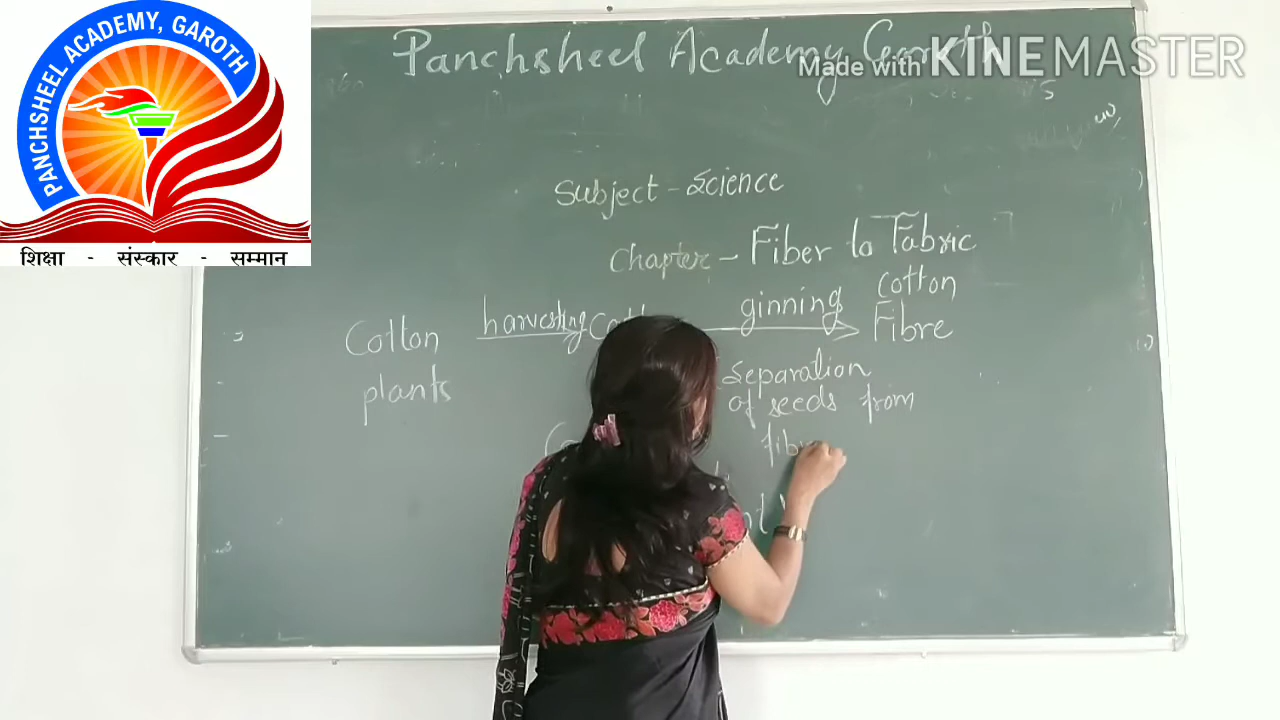 PANCHSHEEL ACADEMY, GAROTH
शिक्षा - संस्कार - सम्मान
Panchsheel Academy Garoth
Made with KINEMASTER
Subject - Science
Chapter - Fiber to Fabric
Cotton plants
harvesting
ginning
Cotton Fibre
Separation
of seeds from